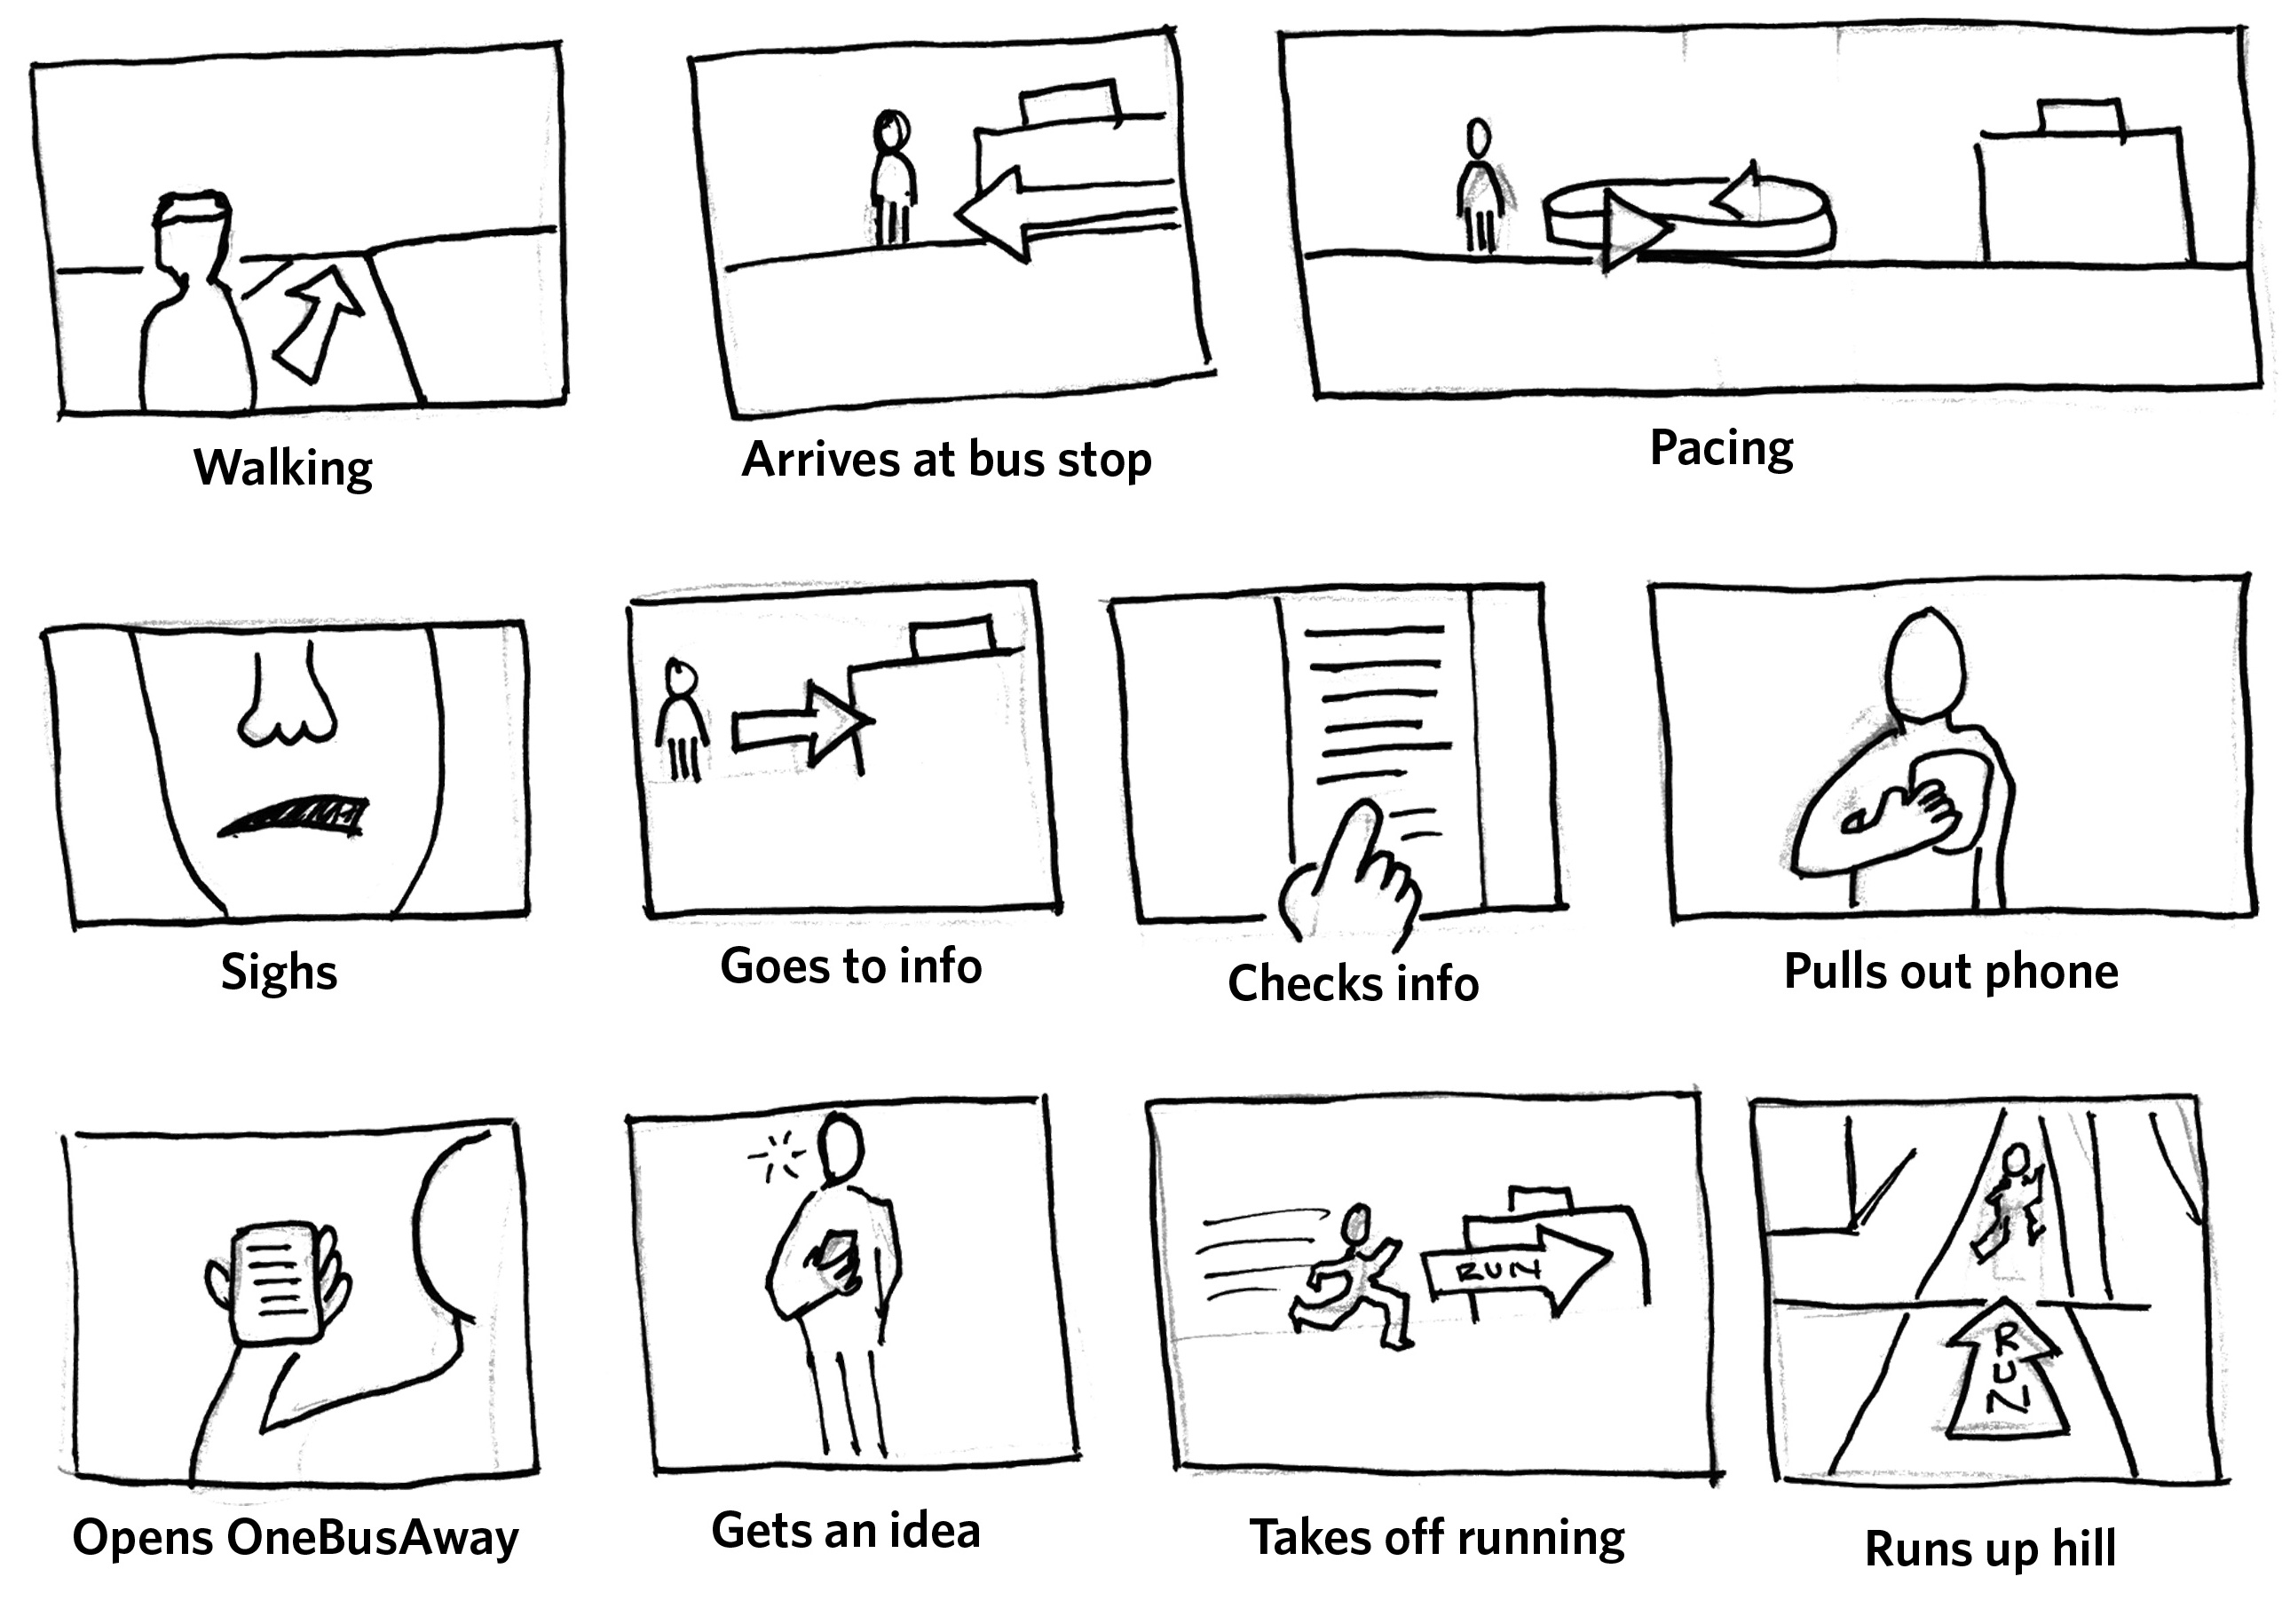 Walking
Arrives at bus stop
Pacing
Sighs
Goes to info
Checks info
Pulls out phone
Opens OneBusAway
Gets an idea
RUN
Takes off running
RUN
Runs up hill